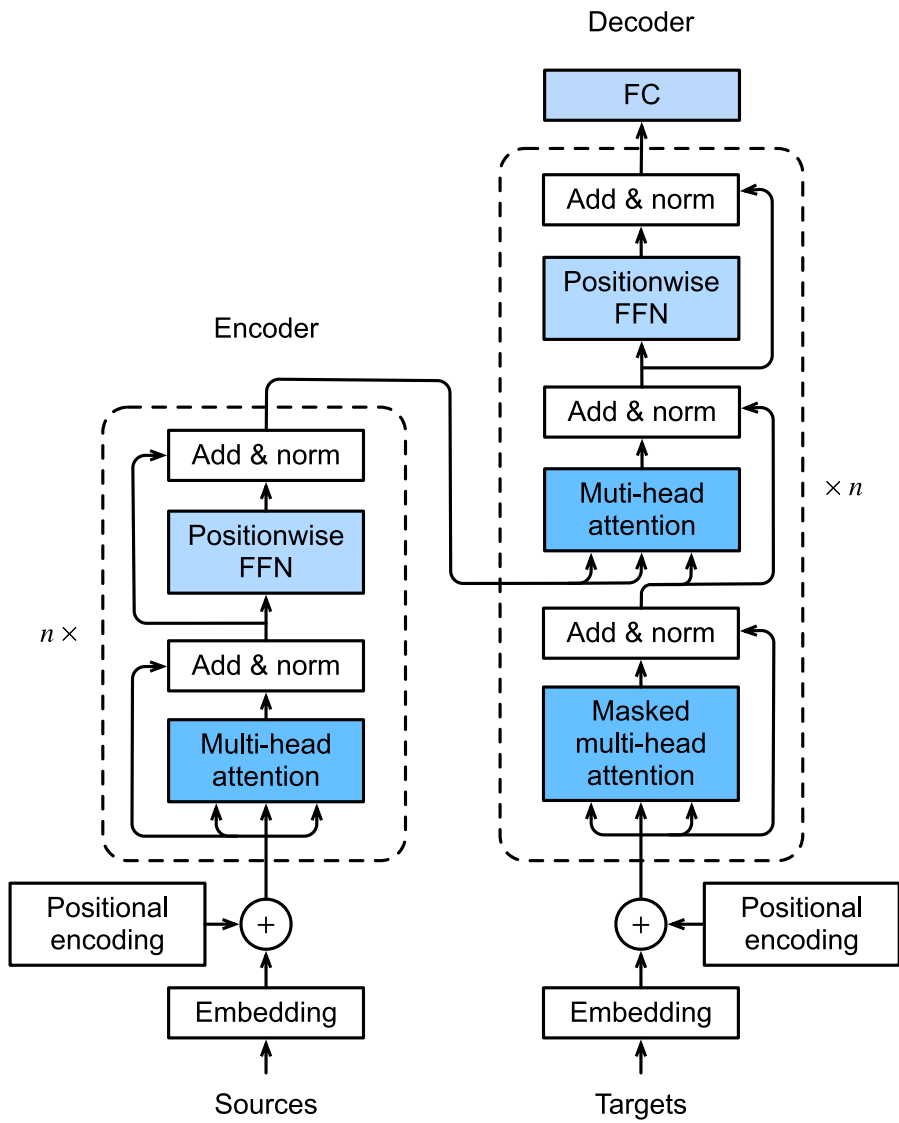 Decoder
FC
Add & norm
Positionwise
FFN
Add & norm
Muti-head
attention
× n
Add & norm
Masked
multi-head
attention
Positional
encoding
+
Embedding
Targets
Encoder
Add & norm
Positionwise
FFN
n ×
Add & norm
Multi-head
attention
Positional
encoding
+
Embedding
Sources